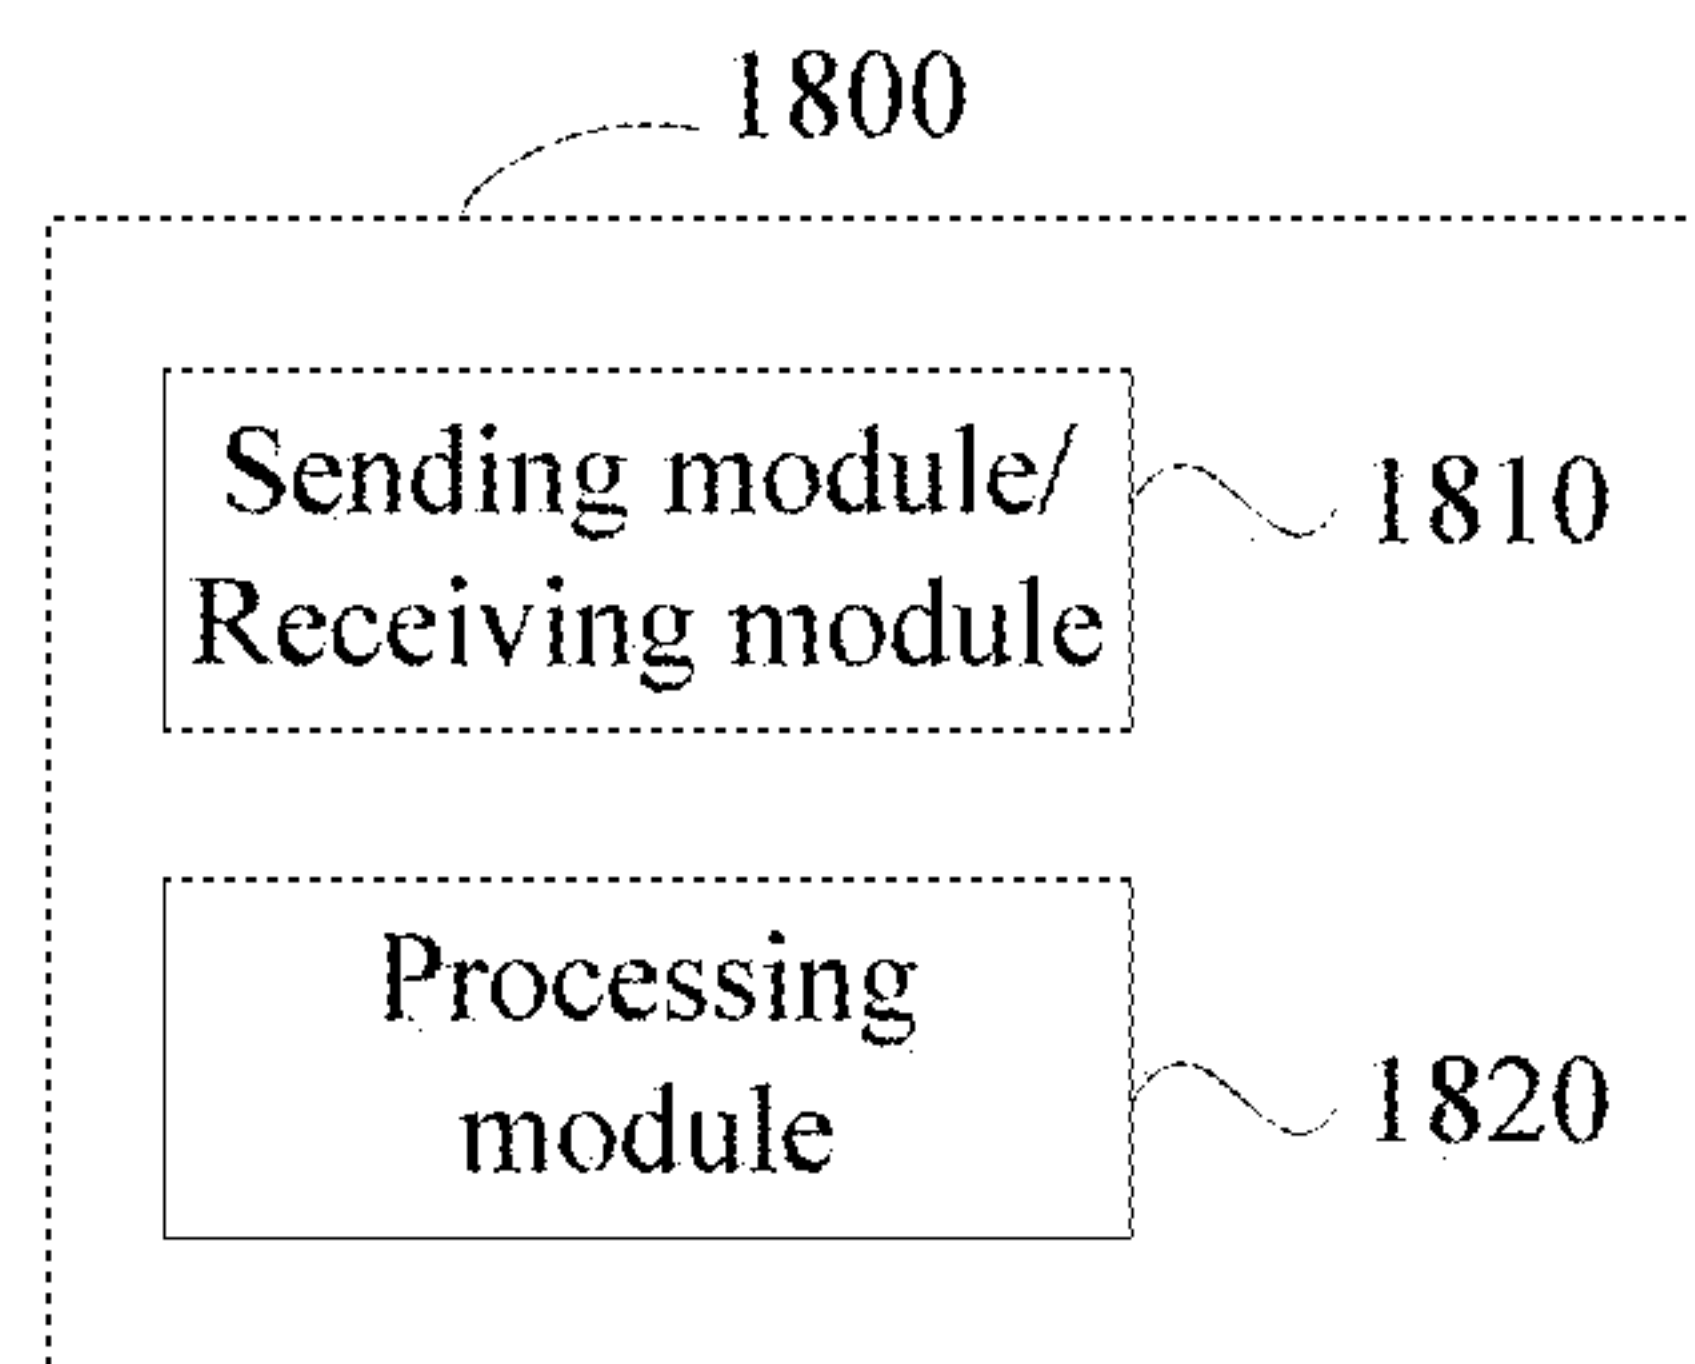 1800
Sending module/
Receiving module
1810
Processing
module
1820